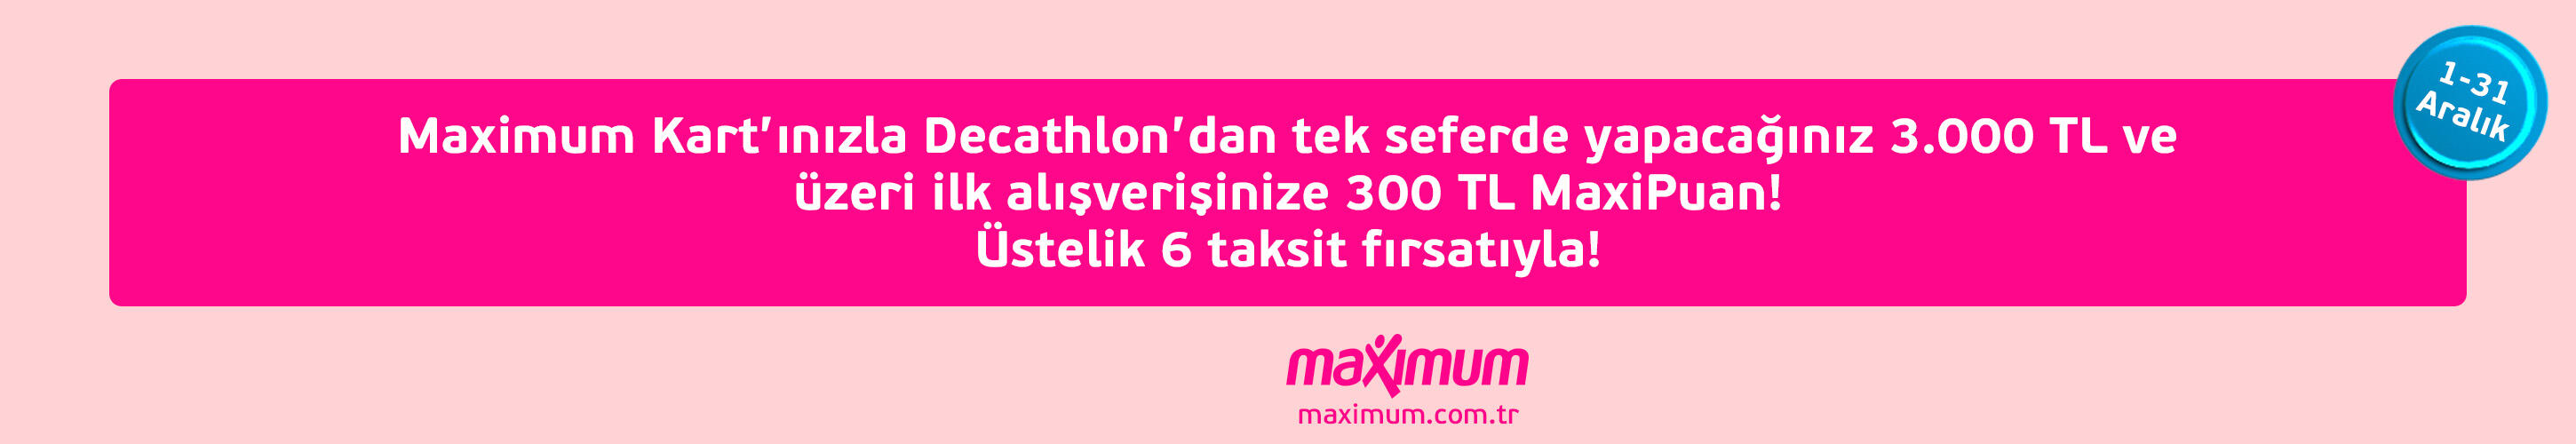 1-31
Aralık
Maximum Kart'ınızla Decathlon'dan tek seferde yapacağınız 3.000 TL ve
üzeri ilk alışverişinize 300 TL MaxiPuan!
Üstelik 6 taksit fırsatıyla!
maximum
maximum.com.tr